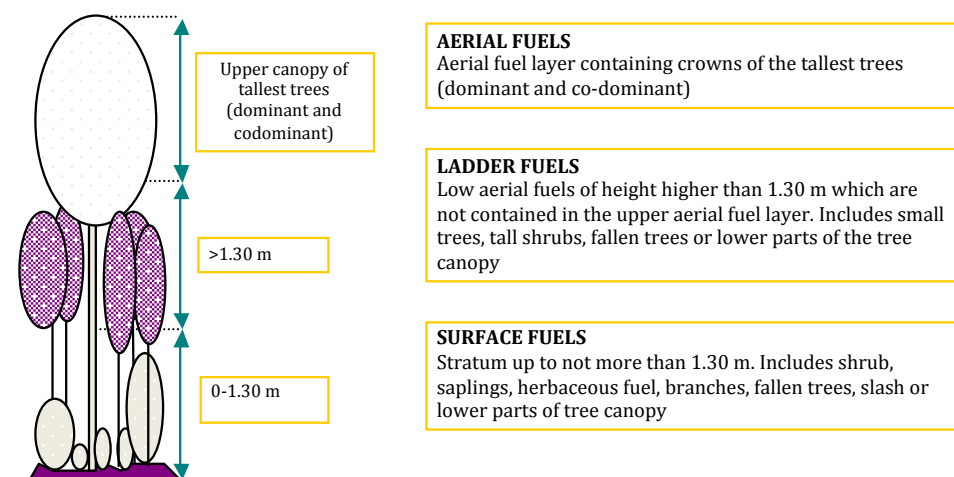 Upper canopy of
tallest trees
(dominant and
codominant)
AERIAL FUELS
Aerial fuel layer containing crowns of the tallest trees
(dominant and co-dominant)
>1.30 m
LADDER FUELS
Low aerial fuels of height higher than 1.30 m which are
not contained in the upper aerial fuel layer. Includes small
trees, tall shrubs, fallen trees or lower parts of the tree
canopy
0-1.30 m
SURFACE FUELS
Stratum up to not more than 1.30 m. Includes shrub,
saplings, herbaceous fuel, branches, fallen trees, slash or
lower parts of tree canopy